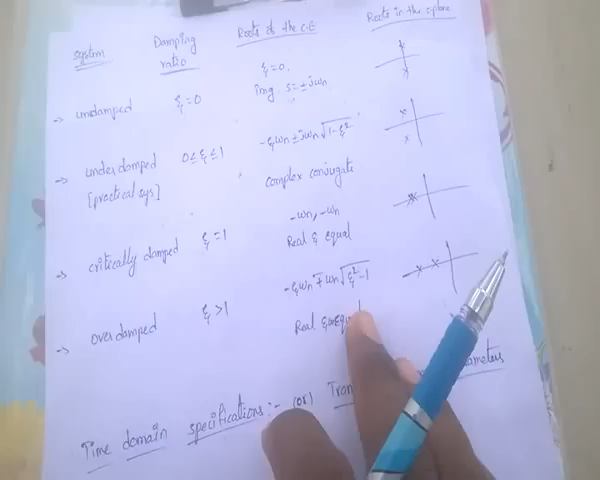 system Damping ratio Roots of the C.E Roots in the s-plane
-> undamped ξ=0 ξ=0. img s=±jωn
-> underdamped [practical sys] 0≤ξ≤1 -ξωn±jωn√1-ξ² complex conjugate
-> critically damped ξ=1 -ωn, -ωn Real & equal
-> overdamped ξ>1 -ξωn∓ωn√ξ²-1 Real &
Time domain specifications:- (or)